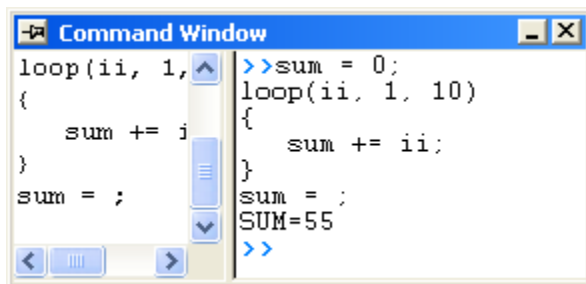 Command Window
loop(ii, 1,
{
sum += i
}
sum = ;
>>sum = 0;
loop(ii, 1, 10)
{
sum += ii;
}
sum = ;
SUM=55
>>